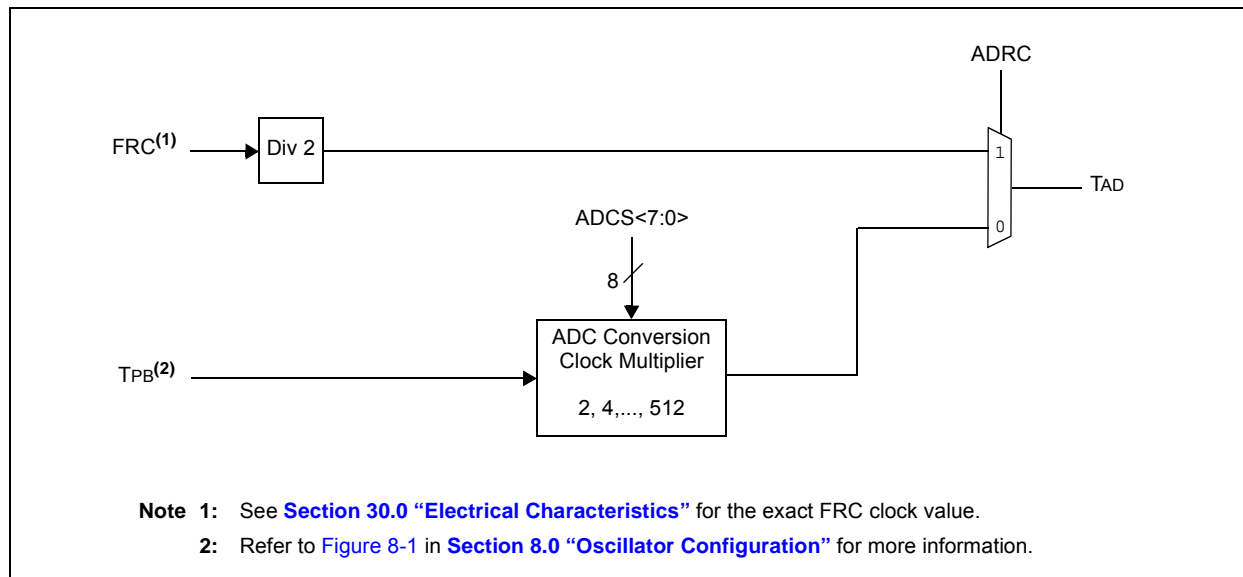 ADRC
FRC(1)
Div 2
1
TAD
ADCS<7:0>
0
8
ADC Conversion
Clock Multiplier
TPB(2)
2, 4,..., 512
Note 1: See Section 30.0 “Electrical Characteristics” for the exact FRC clock value.
2: Refer to Figure 8-1 in Section 8.0 “Oscillator Configuration” for more information.